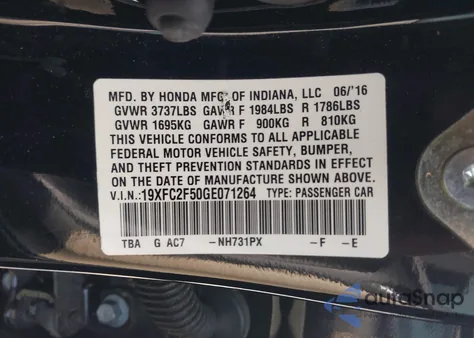 MFD. BY HONDA MFG OF INDIANA, LLC 06/'16
GVWR 3737LBS GAWR F 1984LBS R 1786LBS
GVWR 1695KG GAWR F 900KG R 810KG
THIS VEHICLE CONFORMS TO ALL APPLICABLE
FEDERAL MOTOR VEHICLE SAFETY, BUMPER,
AND THEFT PREVENTION STANDARDS IN EFFECT
ON THE DATE OF MANUFACTURE SHOWN ABOVE.
V.I.N.:19XFC2F50GE071264 TYPE: PASSENGER CAR
TBA G AC7 -NH731PX -F -E
autoSnap